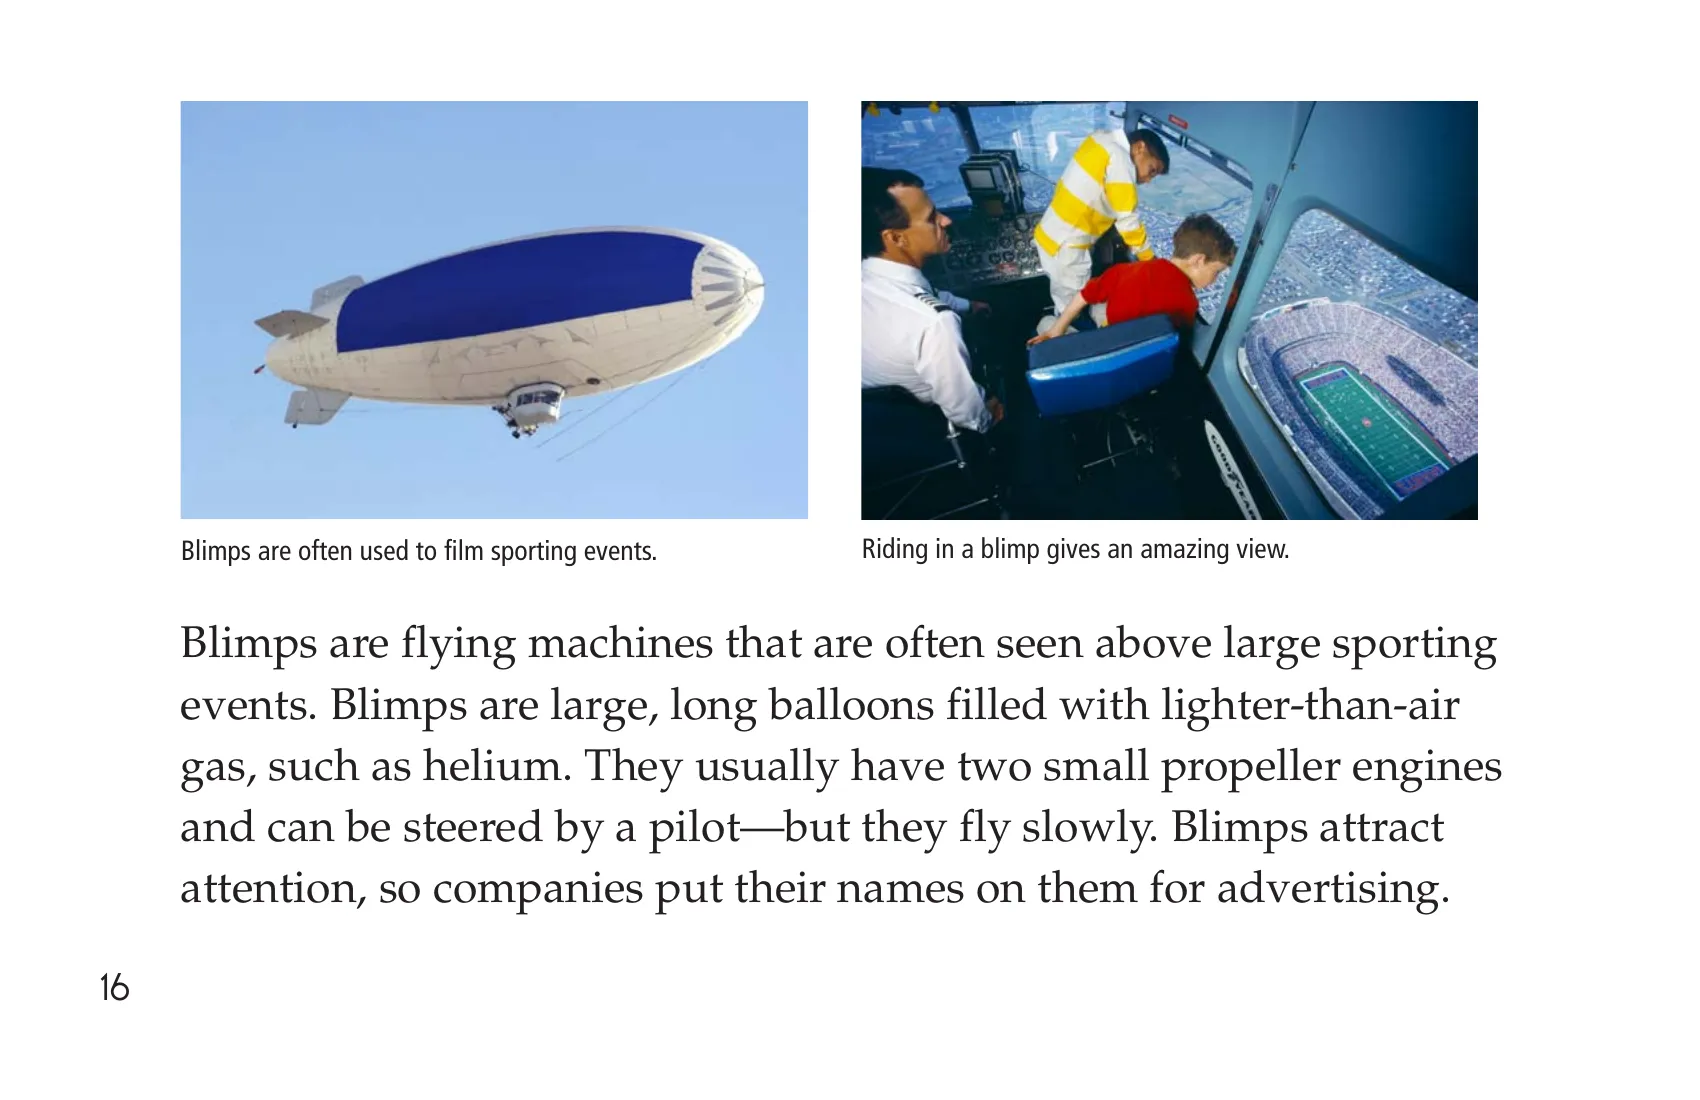 Blimps are often used to film sporting events.
Riding in a blimp gives an amazing view.
GOODYEAR
Blimps are flying machines that are often seen above large sporting
events. Blimps are large, long balloons filled with lighter-than-air
gas, such as helium. They usually have two small propeller engines
and can be steered by a pilot—but they fly slowly. Blimps attract
attention, so companies put their names on them for advertising.
16